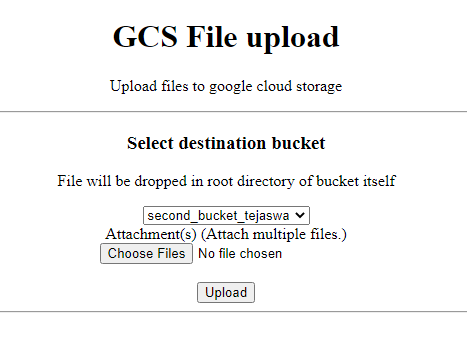 GCS File upload
Upload files to google cloud storage
Select destination bucket
File will be dropped in root directory of bucket itself
second_bucket_tejaswa
Attachment(s) (Attach multiple files.)
Choose Files No file chosen
Upload